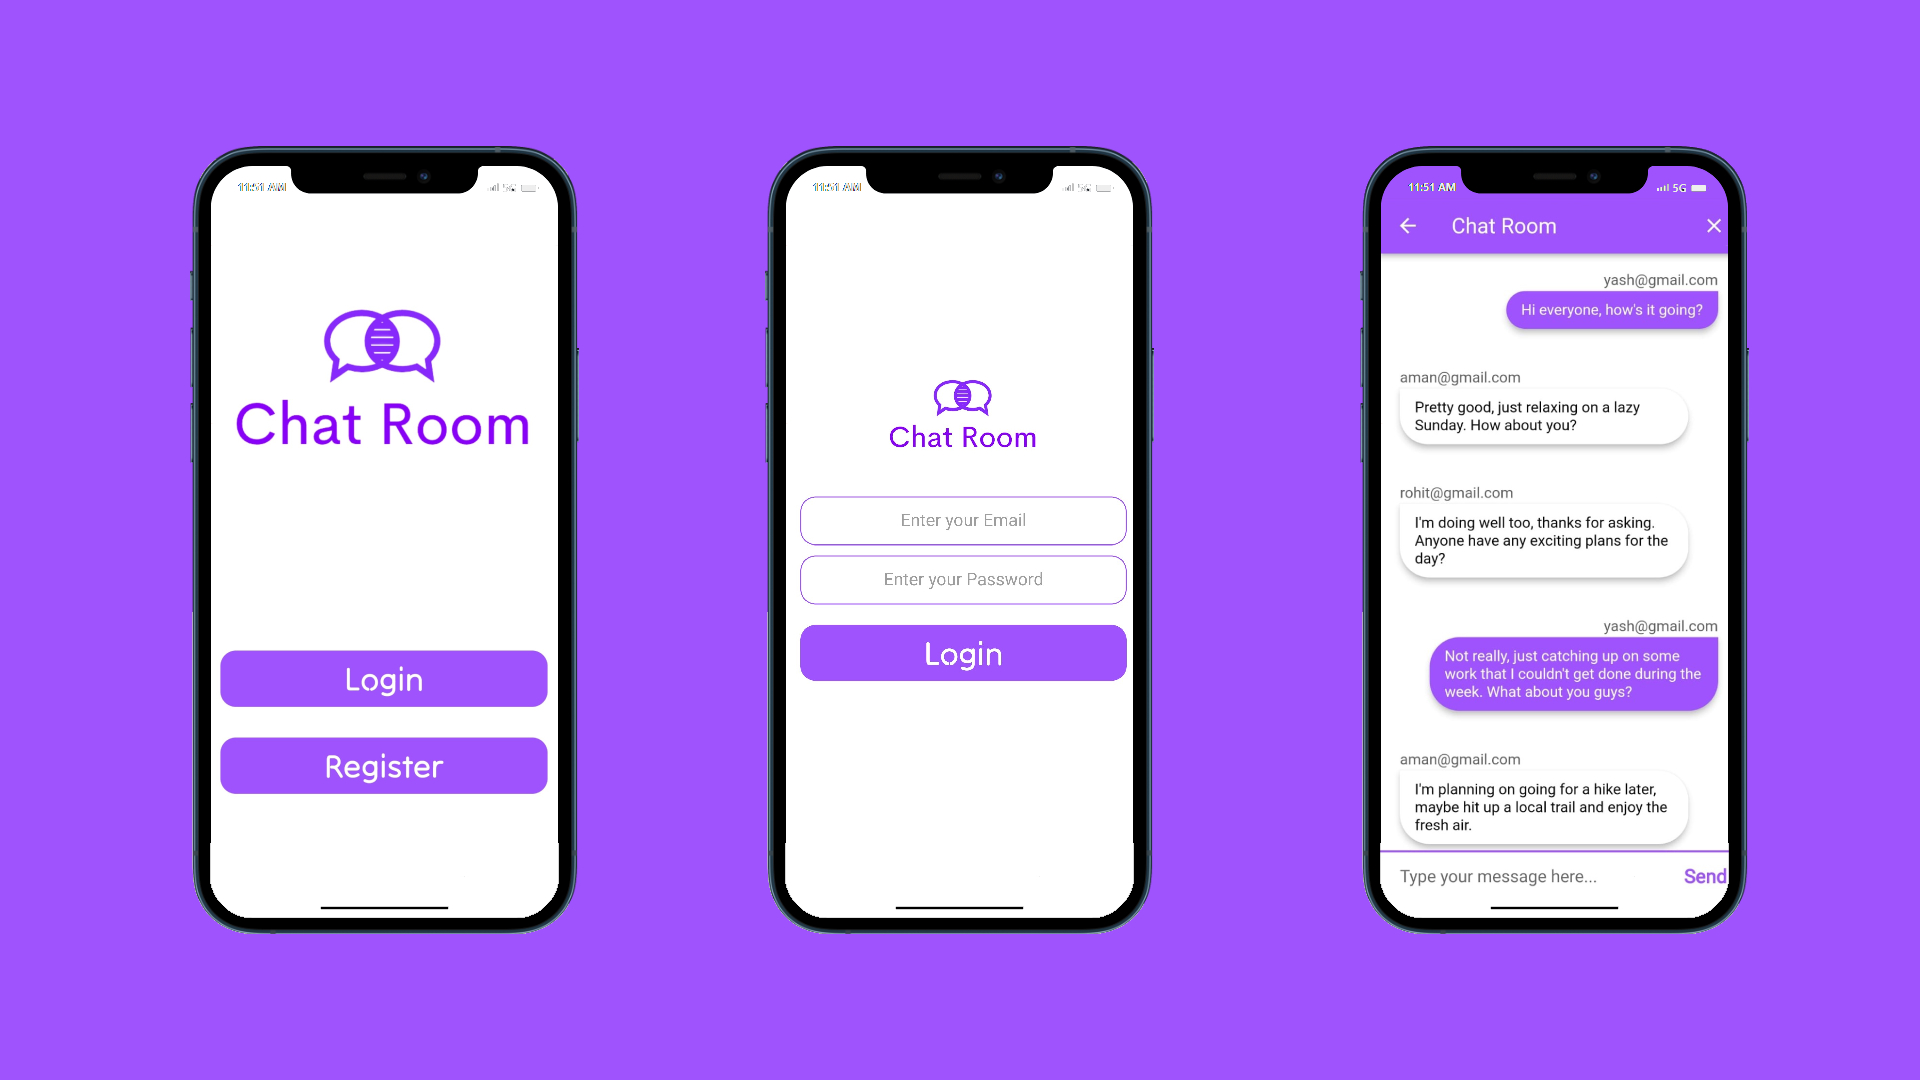 11:51 AM
5G
Chat Room
Login
Register
11:51 AM
5G
Chat Room
Enter your Email
Enter your Password
Login
11:51 AM
5G
Chat Room
yash@gmail.com
Hi everyone, how's it going?
aman@gmail.com
Pretty good, just relaxing on a lazy
Sunday. How about you?
rohit@gmail.com
I'm doing well too, thanks for asking.
Anyone have any exciting plans for the
day?
yash@gmail.com
Not really, just catching up on some
work that I couldn't get done during the
week. What about you guys?
aman@gmail.com
I'm planning on going for a hike later,
maybe hit up a local trail and enjoy the
fresh air.
Type your message here...
Send